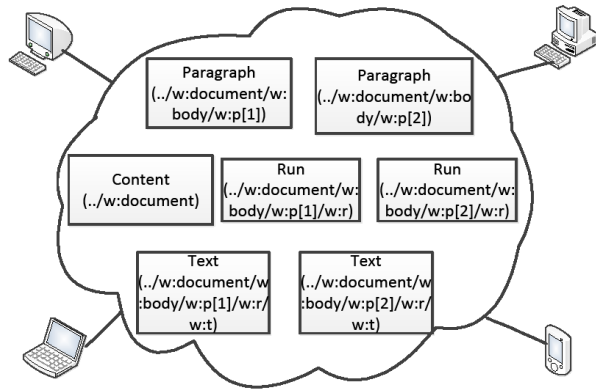 Paragraph
(../w:document/w:
body/w:p[1])
Paragraph
(../w:document/w:bo
dy/w:p[2])
Content
(../w:document)
Run
(../w:document/w:
body/w:p[1]/w:r)
Run
(../w:document/w:
body/w:p[2]/w:r)
Text
(../w:document/w
:body/w:p[1]/w:r/
w:t)
Text
(../w:document/w
:body/w:p[2]/w:r/
w:t)